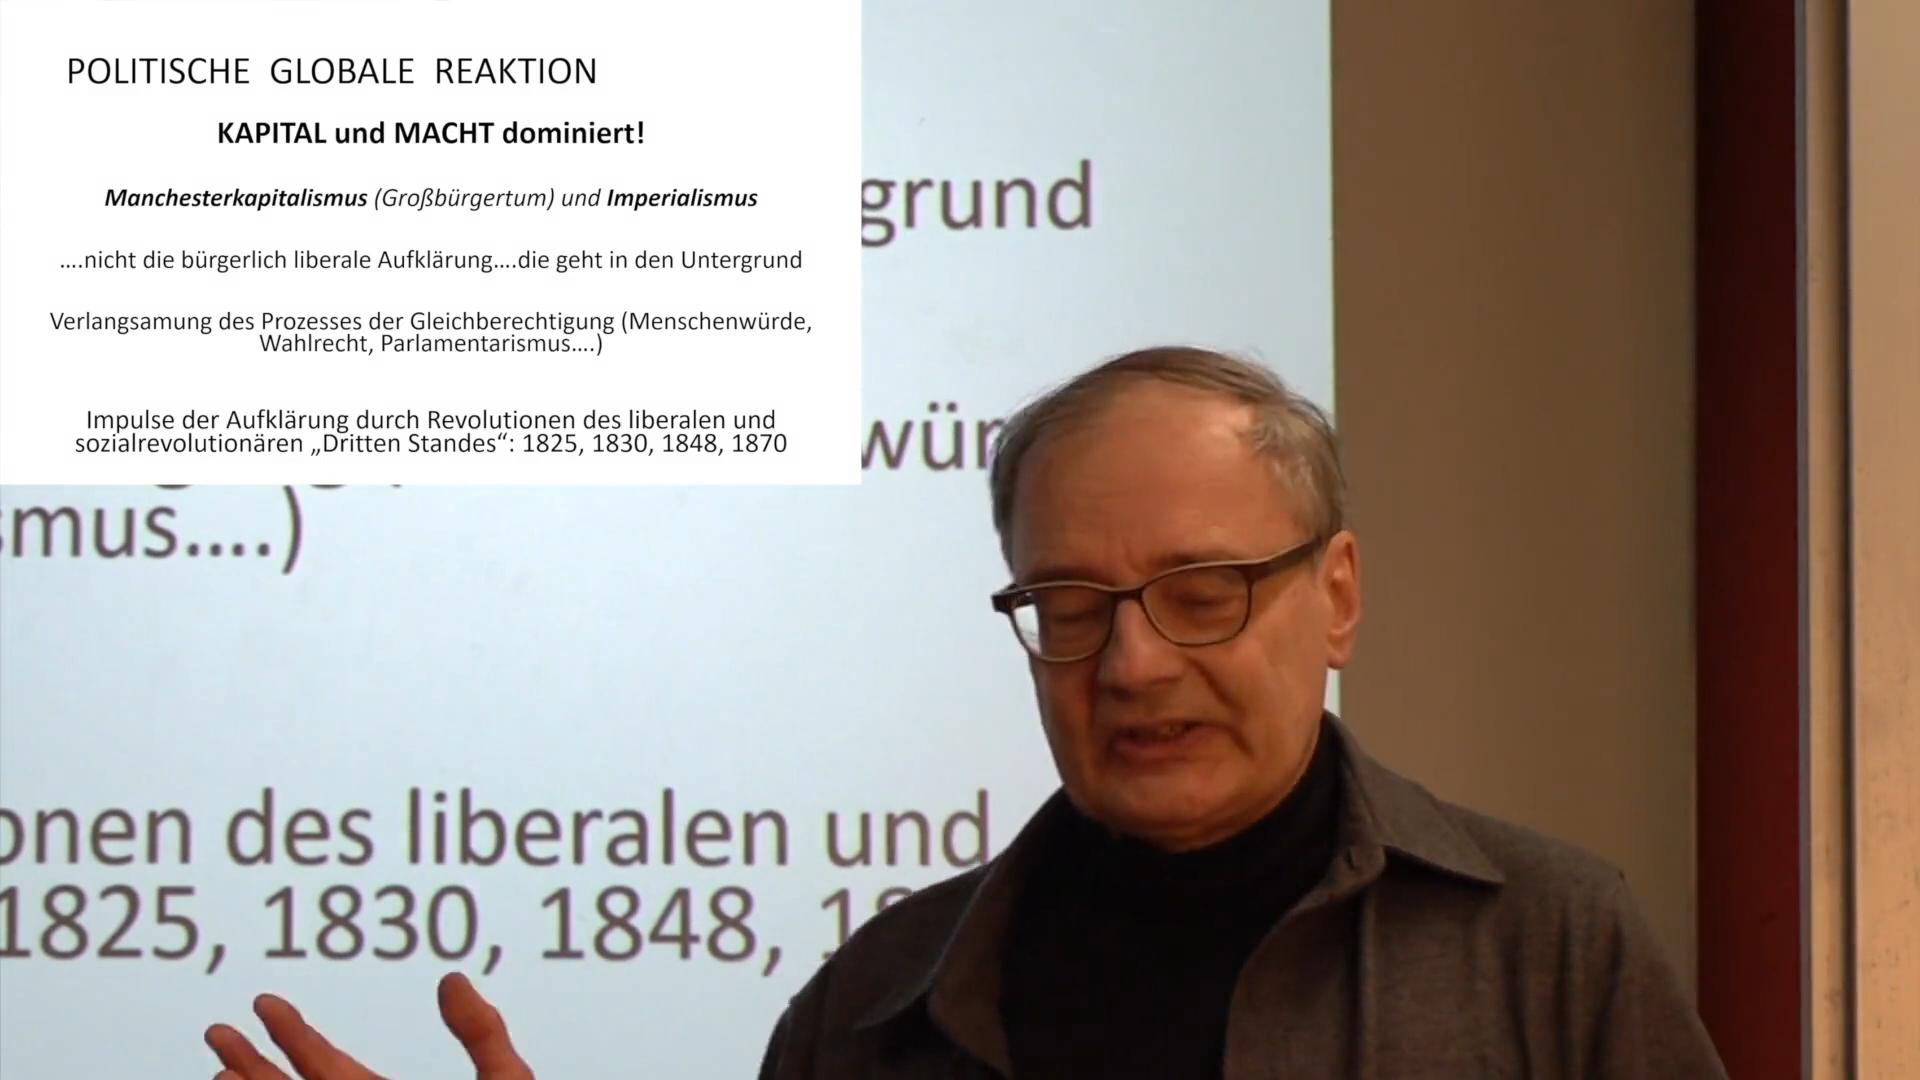 POLITISCHE GLOBALE REAKTION
KAPITAL und MACHT dominiert!
Manchesterkapitalismus (Großbürgertum) und Imperialismus
....nicht die bürgerlich liberale Aufklärung....die geht in den Untergrund
Verlangsamung des Prozesses der Gleichberechtigung (Menschenwürde,
Wahlrecht, Parlamentarismus....)
Impulse der Aufklärung durch Revolutionen des liberalen und
sozialrevolutionären „Dritten Standes“: 1825, 1830, 1848, 1870
grund
wür
smus....)
onen des liberalen und
1825, 1830, 1848, 18